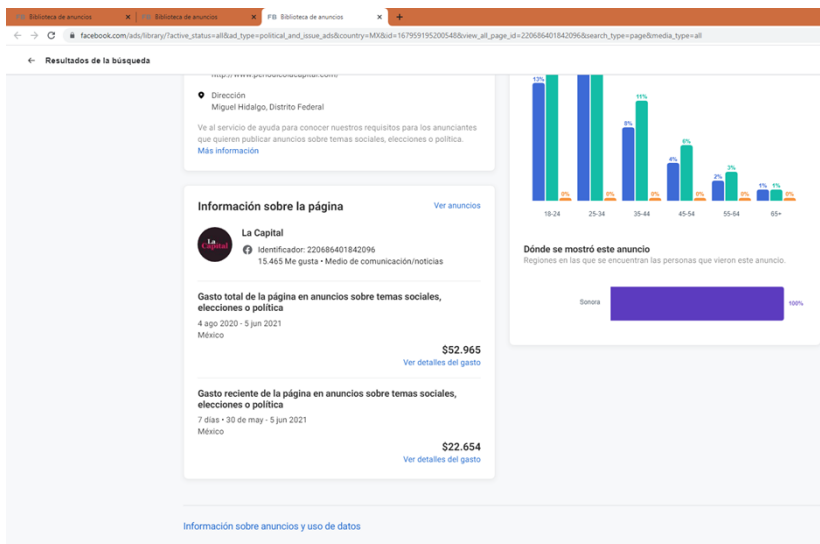 Biblioteca de anuncios
Biblioteca de anuncios
Biblioteca de anuncios
facebook.com/ads/library/?active_status=all&ad_type=political_and_issue_ads&country=MX&id=167959195200548&view_all_page_id=220686401842096&search_type=page&media_type=all
Resultados de la búsqueda
http://www.periodicolacapital.com/
Dirección
Miguel Hidalgo, Distrito Federal
Ve al servicio de ayuda para conocer nuestros requisitos para los anunciantes
que quieren publicar anuncios sobre temas sociales, elecciones o política.
Más información
Información sobre la página
Ver anuncios
La Capital
La
Capital
Identificador: 220686401842096
15.465 Me gusta • Medio de comunicación/noticias
Gasto total de la página en anuncios sobre temas sociales,
elecciones o política
4 ago 2020 - 5 jun 2021
México
$52.965
Ver detalles del gasto
Gasto reciente de la página en anuncios sobre temas sociales,
elecciones o política
7 días • 30 de may - 5 jun 2021
México
$22.654
Ver detalles del gasto
13%
0%
0%
8%
11%
0%
4%
0%
2%
3%
0%
1%
1%
0%
18-24
25-34
35-44
45-54
55-64
65+
Dónde se mostró este anuncio
Regiones en las que se encuentran las personas que vieron este anuncio.
Sonora
100%
Información sobre anuncios y uso de datos